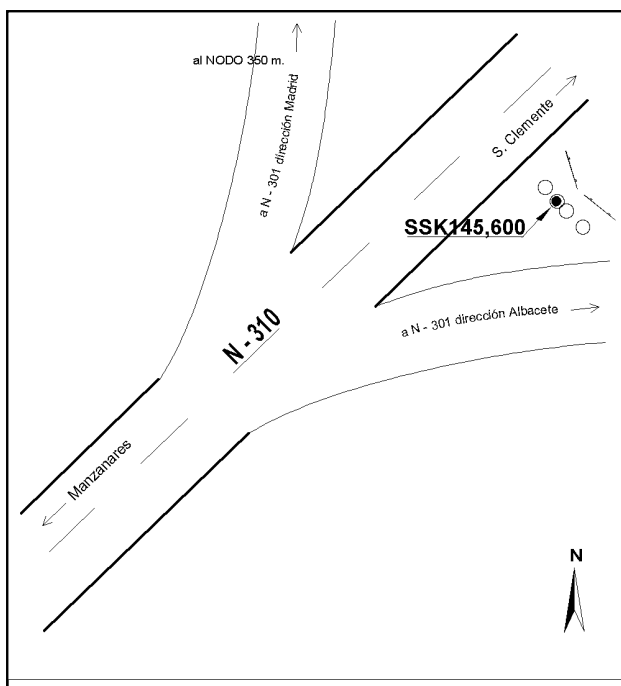 al NODO 350 m.
a N - 301 dirección Madrid
S. Clemente
SSK145,600
N - 310
a N - 301 dirección Albacete
Manzanares
N